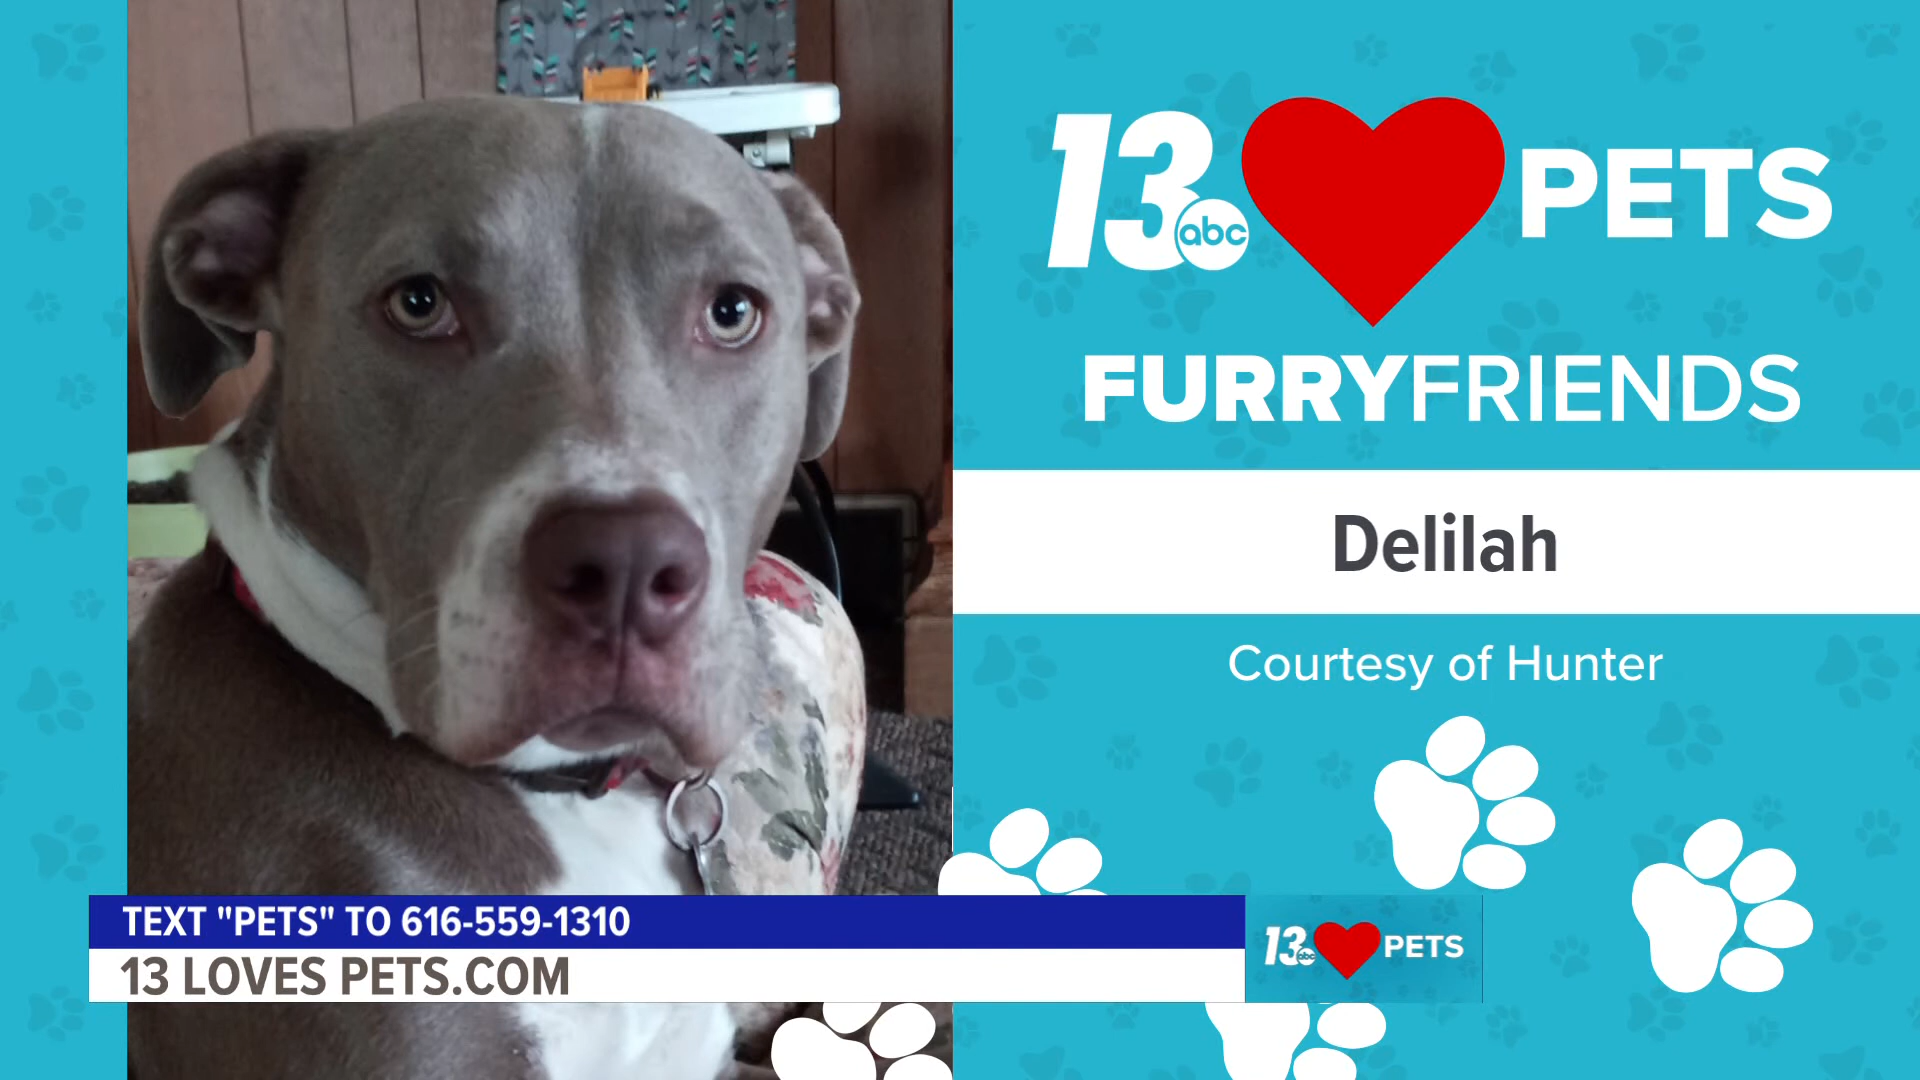 13 abc PETS
FURRYFRIENDS
Delilah
Courtesy of Hunter
TEXT "PETS" TO 616-559-1310
13 LOVES PETS.COM
13 abc PETS